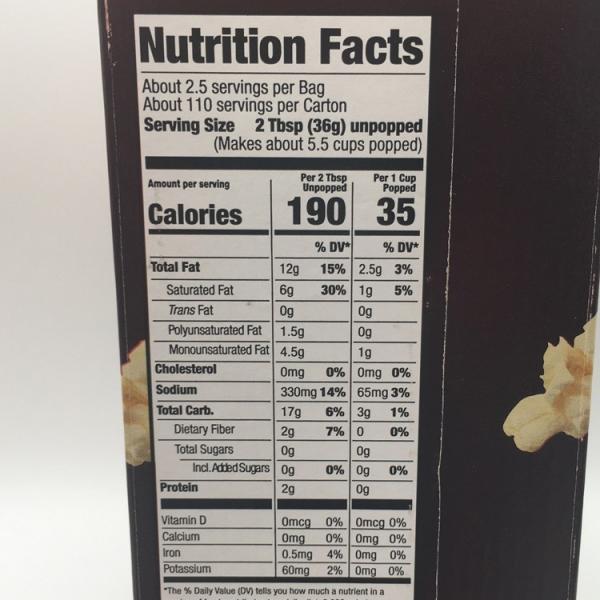 Nutrition Facts
About 2.5 servings per Bag
About 110 servings per Carton
Serving Size 2 Tbsp (36g) unpopped
(Makes about 5.5 cups popped)
Amount per serving Per 2 Tbsp Unpopped Per 1 Cup Popped
Calories 190 35
% DV* % DV*
Total Fat 12g 15% 2.5g 3%
Saturated Fat 6g 30% 1g 5%
Trans Fat 0g 0g
Polyunsaturated Fat 1.5g 0g
Monounsaturated Fat 4.5g 1g
Cholesterol 0mg 0% 0mg 0%
Sodium 330mg 14% 65mg 3%
Total Carb. 17g 6% 3g 1%
Dietary Fiber 2g 7% 0 0%
Total Sugars 0g 0g
Incl. Added Sugars 0g 0% 0g 0%
Protein 2g 0g
Vitamin D 0mcg 0% 0mcg 0%
Calcium 0mg 0% 0mg 0%
Iron 0.5mg 4% 0mg 0%
Potassium 60mg 2% 0mg 0%
*The % Daily Value (DV) tells you how much a nutrient in a